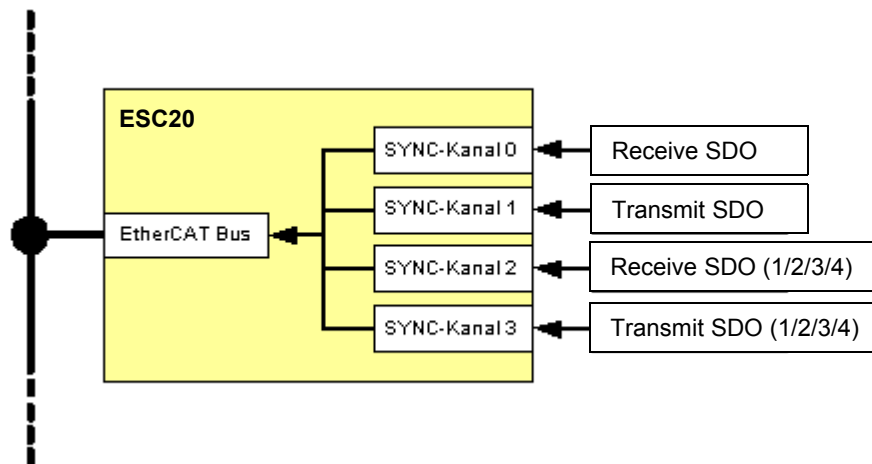 ESC20
SYNC-Kanal 0
Receive SDO
SYNC-Kanal 1
Transmit SDO
EtherCAT Bus
SYNC-Kanal 2
Receive SDO (1/2/3/4)
SYNC-Kanal 3
Transmit SDO (1/2/3/4)